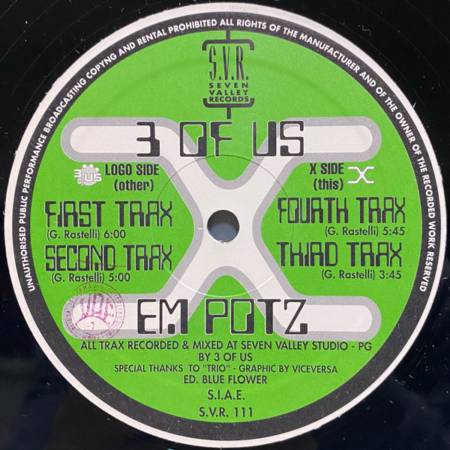 UNAUTHORISED PUBLIC PERFORMANCE BROADCASTING COPYNG AND RENTAL PROHIBITED ALL RIGHTS OF THE MANUFACTURER AND OF THE OWNER OF THE RECORDED WORK RESERVED
S.V.R.
SEVEN
VALLEY
RECORDS
3 OF US
LOGO SIDE
(other)
X SIDE
(this)
FIRST TRAX
(G. Rastelli) 6:00
SECOND TRAX
(G. Rastelli) 5:00
FOURTH TRAX
(G. Rastelli) 5:45
THIRD TRAX
(G. Rastelli) 3:45
EM POTZ
ALL TRAX RECORDED & MIXED AT SEVEN VALLEY STUDIO - PG
BY 3 OF US
SPECIAL THANKS TO "TRIO" - GRAPHIC BY VICEVERSA
ED. BLUE FLOWER
S.I.A.E.
S.V.R. 111